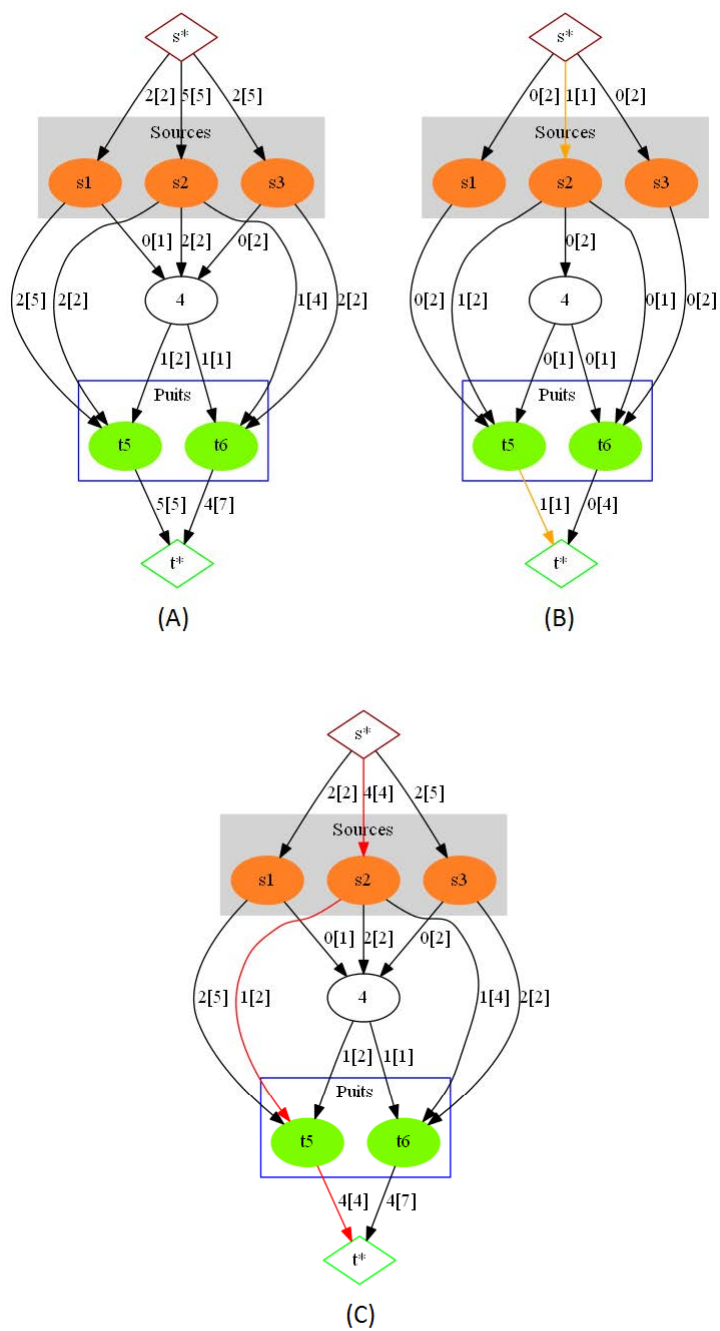 s* s*
2[2] 5[5] 2[5] 0[2] 1[1] 0[2]
Sources Sources
s1 s2 s3 s1 s2 s3
0[1] 2[2] 0[2] 0[2]
2[5] 2[2] 4 1[4] 2[2] 0[2] 1[2] 4 0[1] 0[2]
1[2] 1[1] 0[1] 0[1]
Puits Puits
t5 t6 t5 t6
5[5] 4[7] 1[1] 0[4]
t* t*
(A) (B)
s*
2[2] 4[4] 2[5]
Sources
s1 s2 s3
0[1] 2[2] 0[2]
2[5] 1[2] 4 1[4] 2[2]
1[2] 1[1]
Puits
t5 t6
4[4] 4[7]
t*
(C)